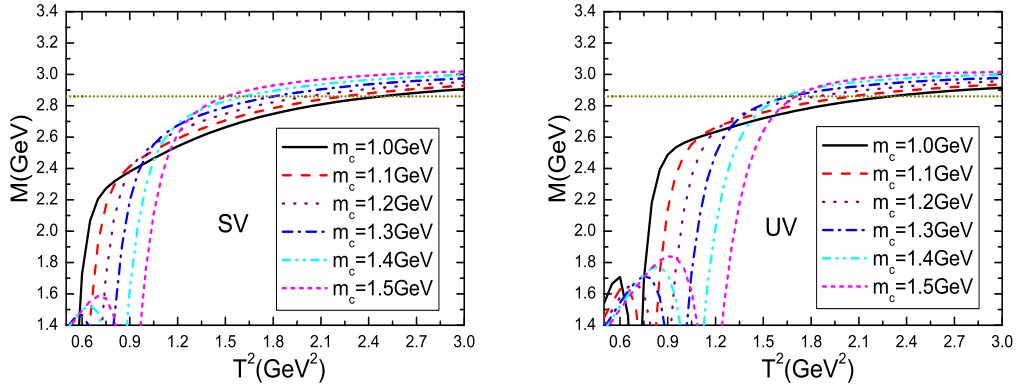 3.4
3.2
3.0
2.8
2.6
2.4
2.2
2.0
1.8
1.6
1.4
M(GeV)
0.6 0.9 1.2 1.5 1.8 2.1 2.4 2.7 3.0
T²(GeV²)
SV
m_c=1.0GeV
m_c=1.1GeV
m_c=1.2GeV
m_c=1.3GeV
m_c=1.4GeV
m_c=1.5GeV
3.4
3.2
3.0
2.8
2.6
2.4
2.2
2.0
1.8
1.6
1.4
M(GeV)
0.6 0.9 1.2 1.5 1.8 2.1 2.4 2.7 3.0
T²(GeV²)
UV
m_c=1.0GeV
m_c=1.1GeV
m_c=1.2GeV
m_c=1.3GeV
m_c=1.4GeV
m_c=1.5GeV